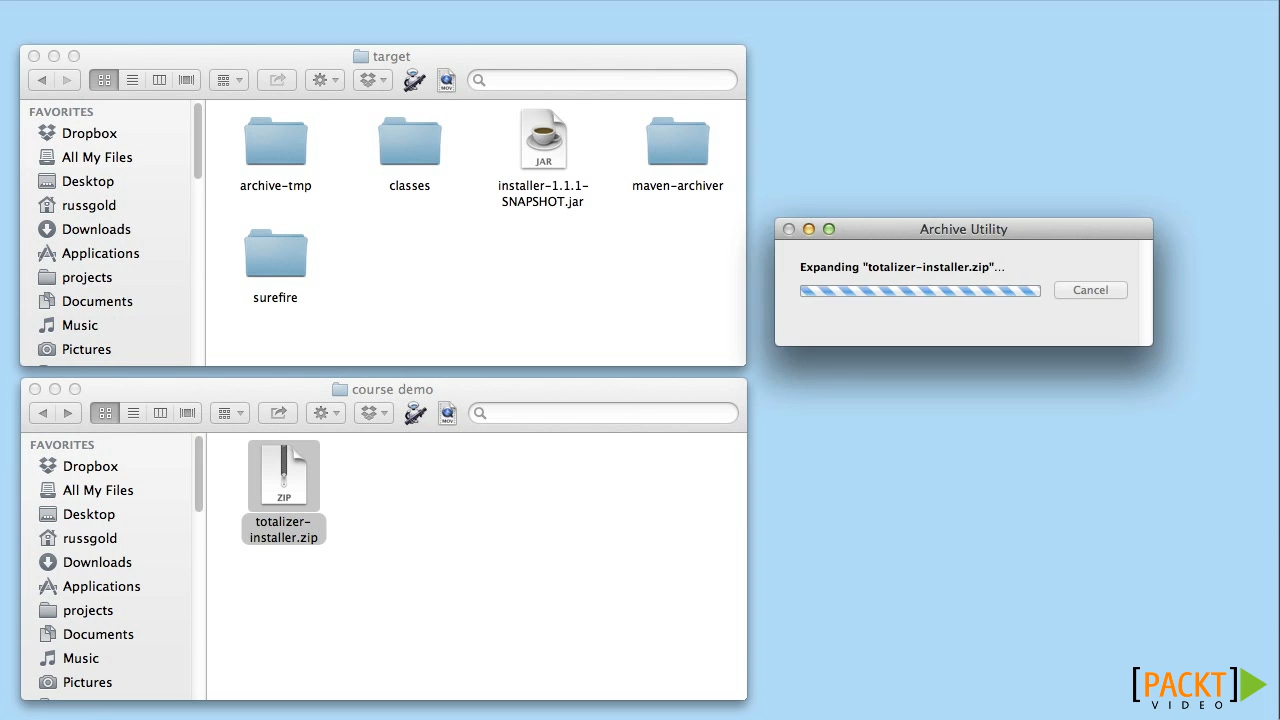 target
FAVORITES
Dropbox
All My Files
Desktop
russgold
Downloads
Applications
projects
Documents
Music
Pictures
archive-tmp
classes
JAR
installer-1.1.1-
SNAPSHOT.jar
maven-archiver
surefire
MOV
Archive Utility
Expanding "totalizer-installer.zip"...
Cancel
course demo
MOV
FAVORITES
Dropbox
All My Files
Desktop
russgold
Downloads
Applications
projects
Documents
Music
Pictures
ZIP
totalizer-
installer.zip
[PACKT]
VIDEO